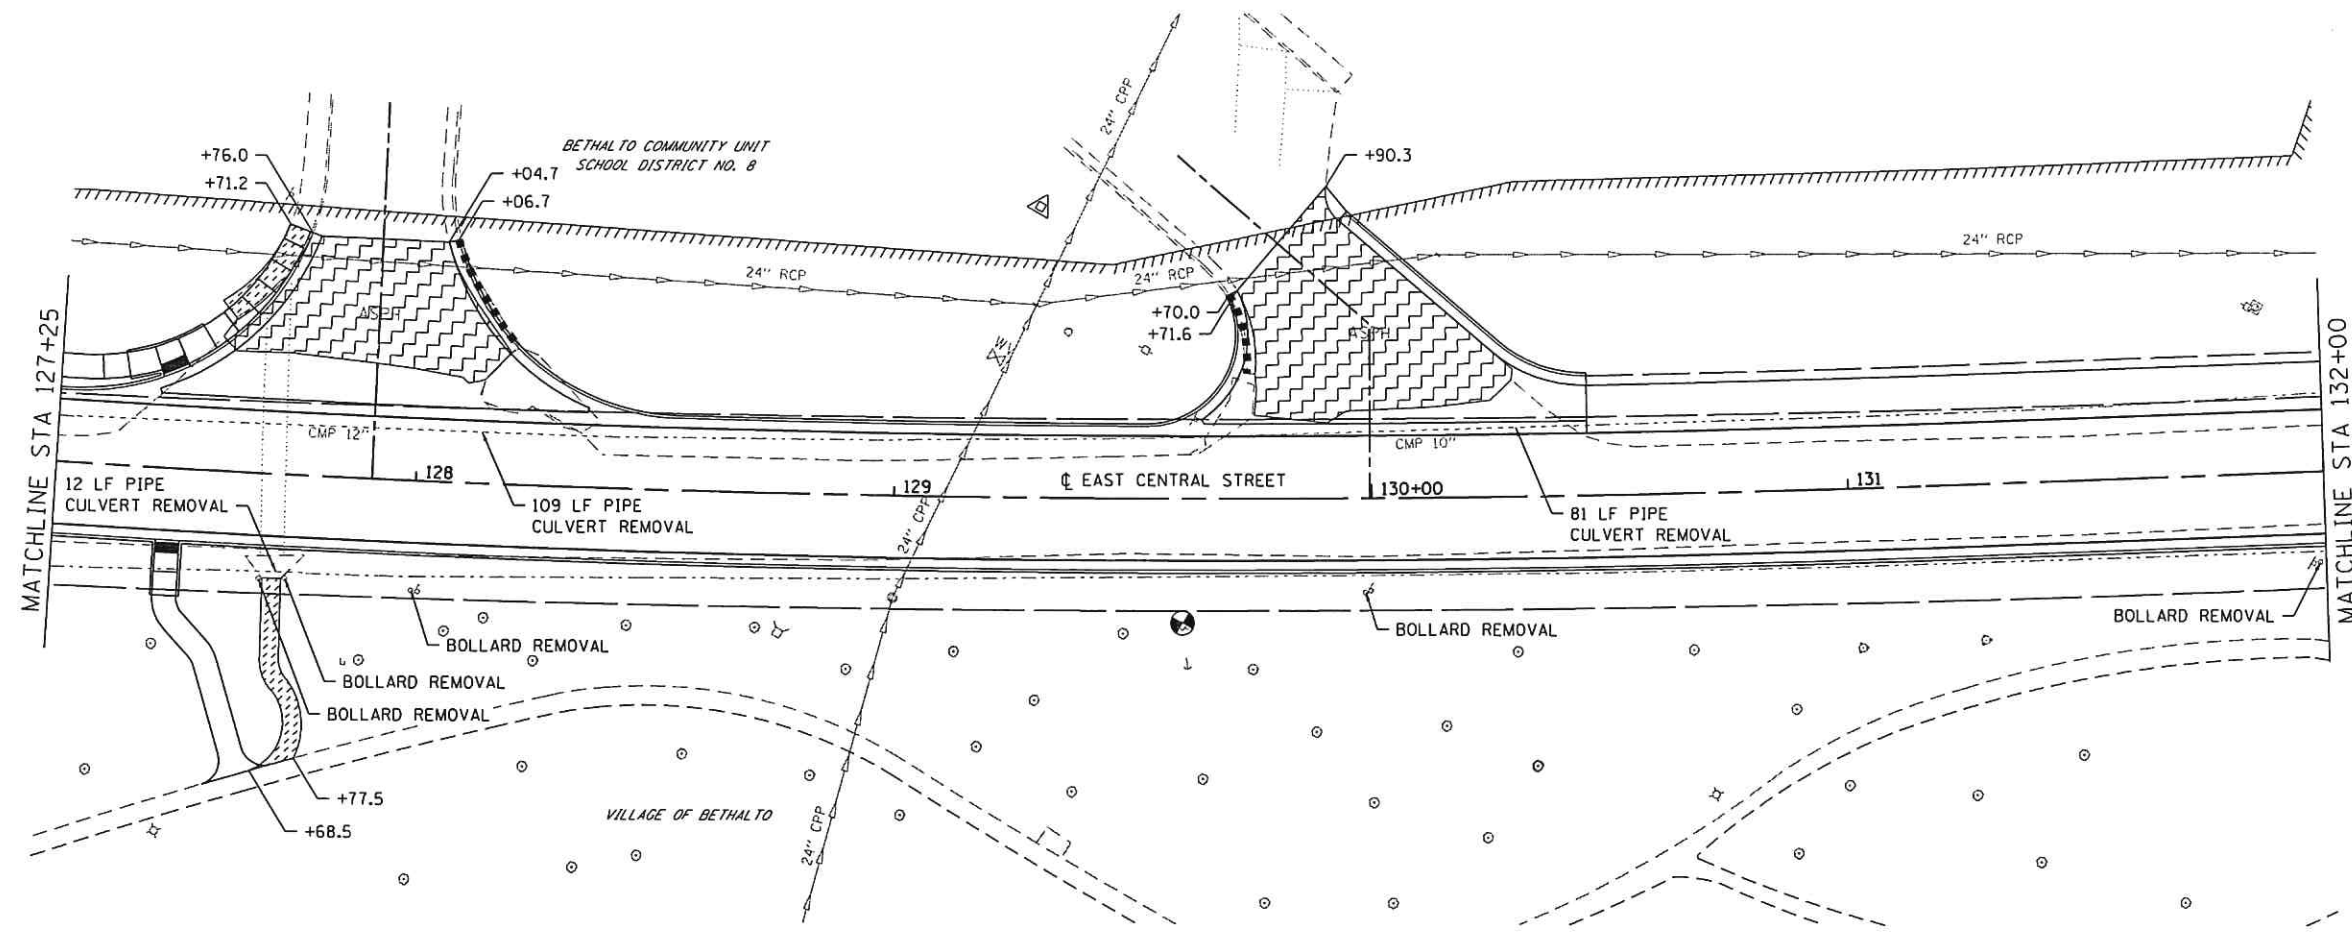 24" CPP
BETHALTO COMMUNITY UNIT
SCHOOL DISTRICT NO. 8
+76.0
+71.2
+04.7
+06.7
+90.3
24" RCP
24" RCP
24" RCP
+70.0
+71.6
ASPH
ASPH
W
MATCHLINE STA 127+25
MATCHLINE STA 132+00
CMP 12"
CMP 10"
128
129
℄ EAST CENTRAL STREET
130+00
131
12 LF PIPE
CULVERT REMOVAL
109 LF PIPE
CULVERT REMOVAL
81 LF PIPE
CULVERT REMOVAL
24" CPP
BOLLARD REMOVAL
BOLLARD REMOVAL
BOLLARD REMOVAL
BOLLARD REMOVAL
BOLLARD REMOVAL
+77.5
+68.5
VILLAGE OF BETHALTO
24" CPP